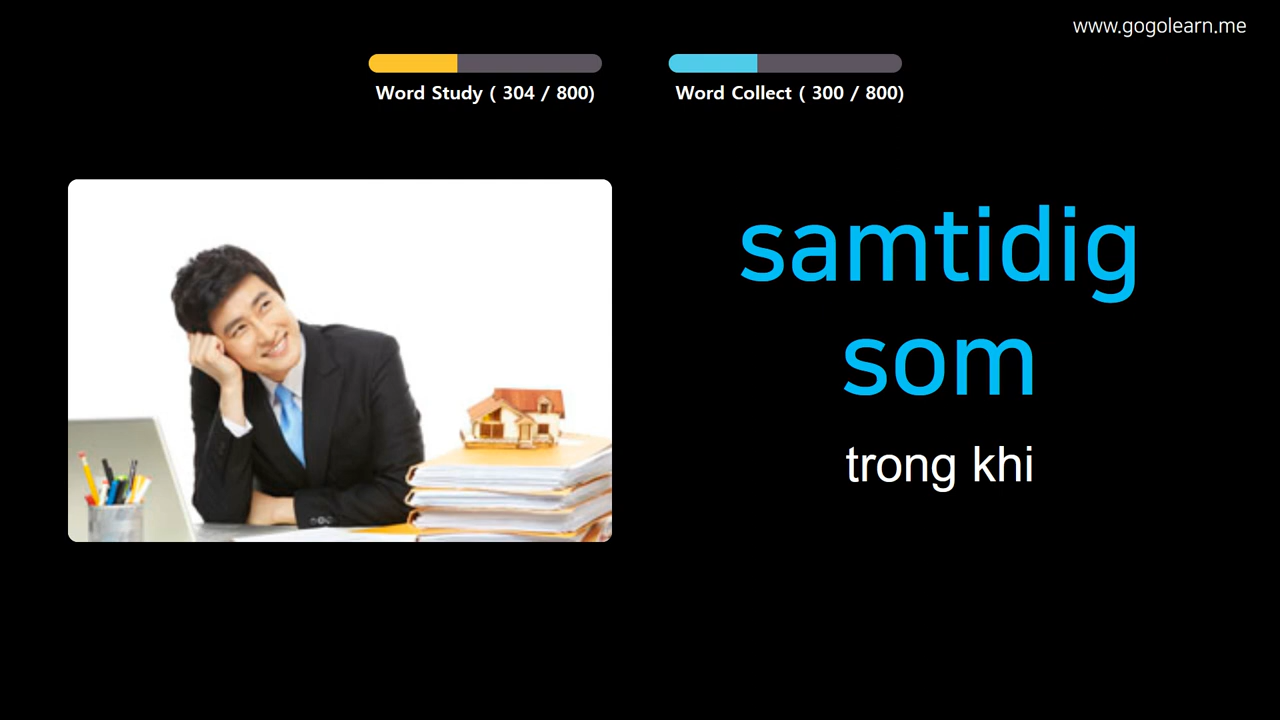 www.gogolearn.me
Word Study ( 304 / 800)
Word Collect ( 300 / 800)
samtidig
som
trong khi